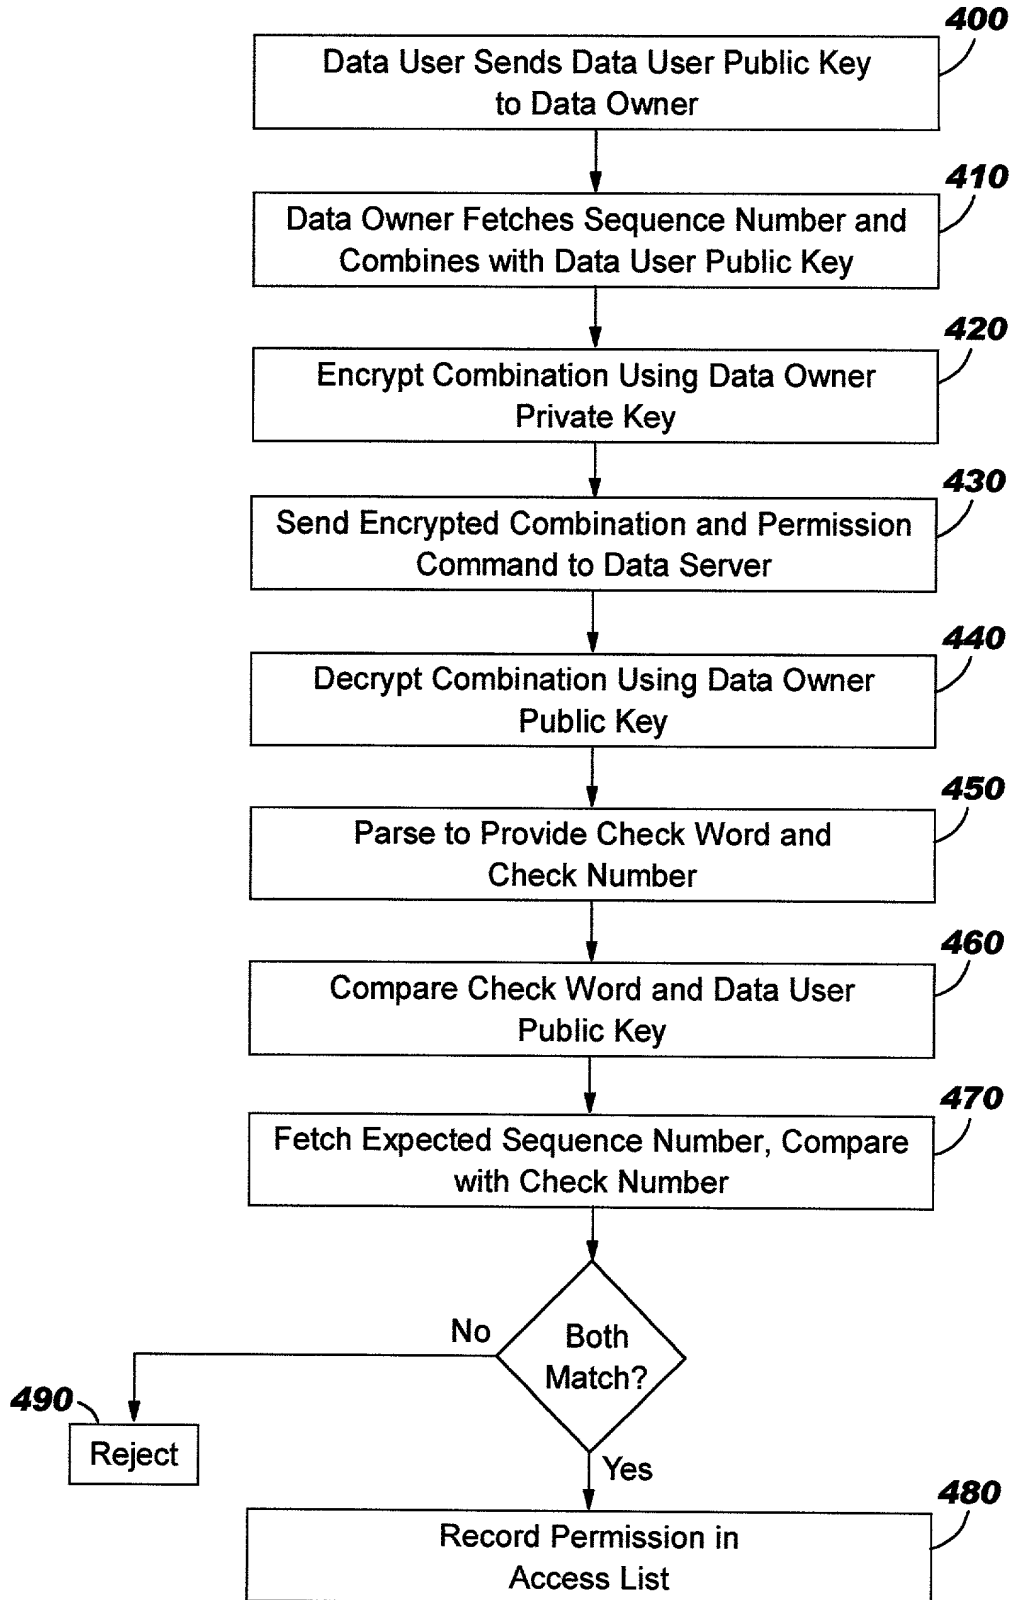 400
Data User Sends Data User Public Key
to Data Owner
410
Data Owner Fetches Sequence Number and
Combines with Data User Public Key
420
Encrypt Combination Using Data Owner
Private Key
430
Send Encrypted Combination and Permission
Command to Data Server
440
Decrypt Combination Using Data Owner
Public Key
450
Parse to Provide Check Word and
Check Number
460
Compare Check Word and Data User
Public Key
470
Fetch Expected Sequence Number, Compare
with Check Number
Both
Match?
No
490
Reject
Yes
480
Record Permission in
Access List